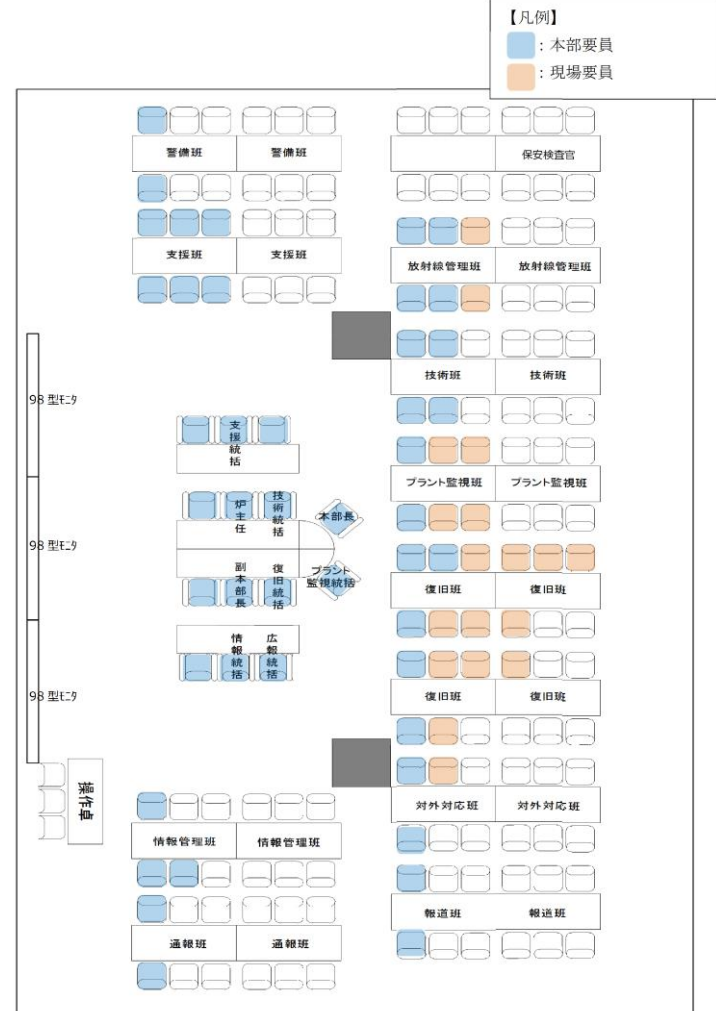 【凡例】
：本部要員
：現場要員
警備班 警備班
保安検査官
支援班 支援班
放射線管理班 放射線管理班
技術班 技術班
98型モニタ
支援統括
プラント監視班 プラント監視班
炉主任
技術統括
本部長
98型モニタ
副本部長
復旧統括
プラント監視統括
復旧班 復旧班
情報統括
広報統括
98型モニタ
復旧班 復旧班
操作卓
対外対応班 対外対応班
情報管理班 情報管理班
報道班 報道班
通報班 通報班